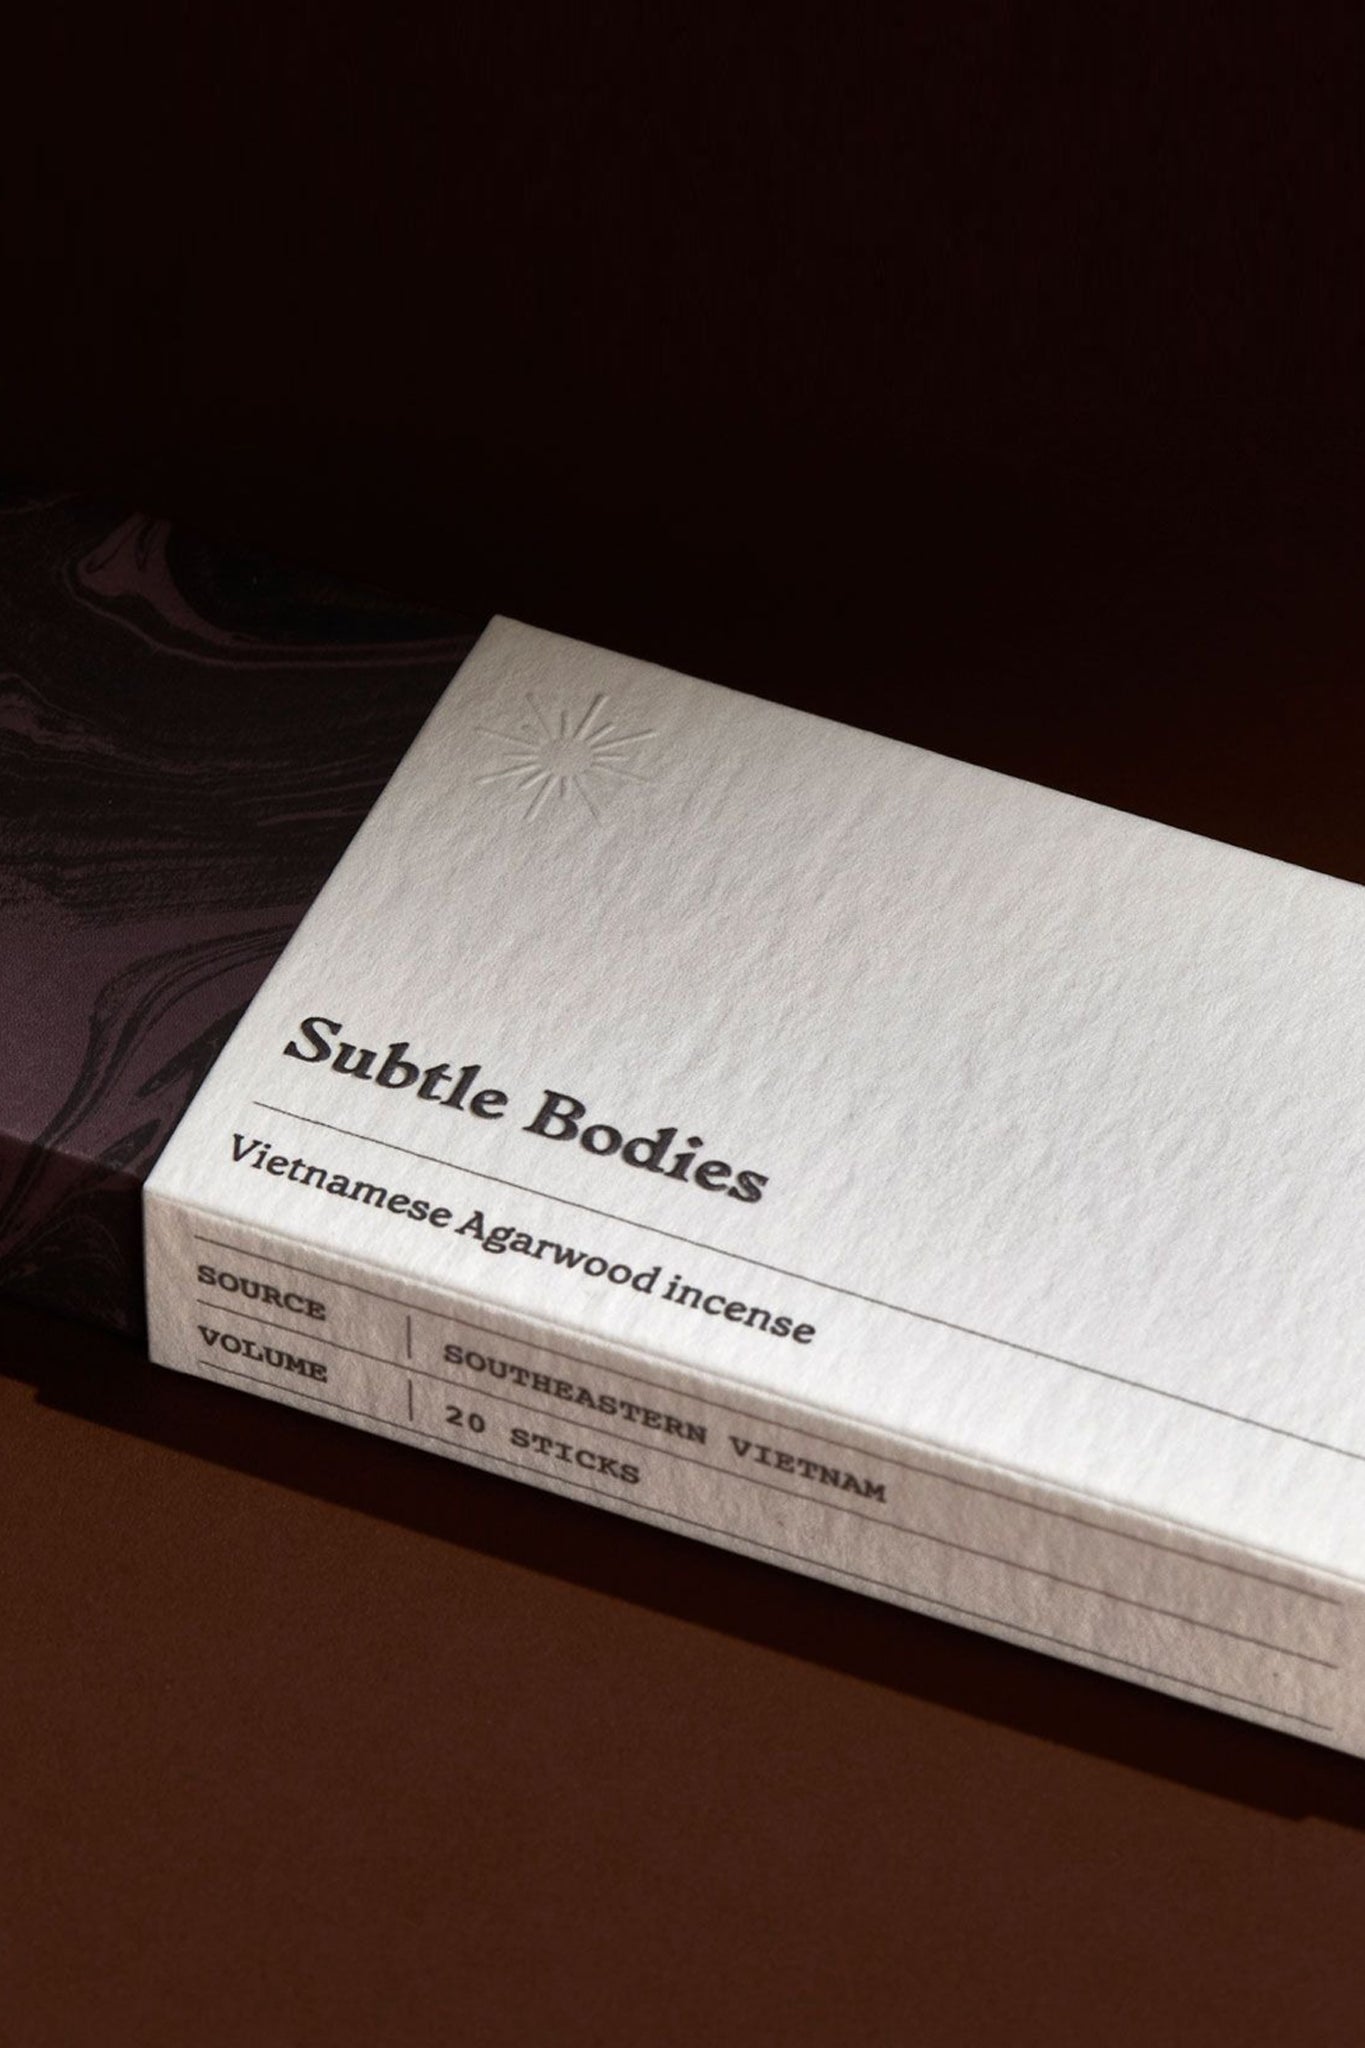 Subtle Bodies
Vietnamese Agarwood incense
SOURCE | SOUTHEASTERN VIETNAM
VOLUME | 20 STICKS